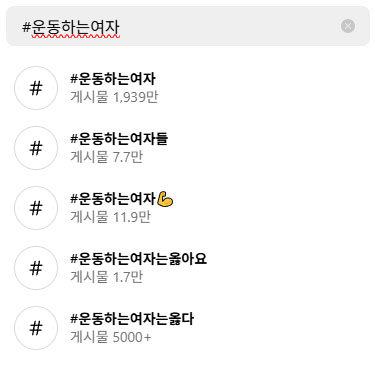 #운동하는여자
#
#운동하는여자
게시물 1,939만
#
#운동하는여자들
게시물 7.7만
#
#운동하는여자💪
게시물 11.9만
#
#운동하는여자는옳아요
게시물 1.7만
#
#운동하는여자는옳다
게시물 5000+